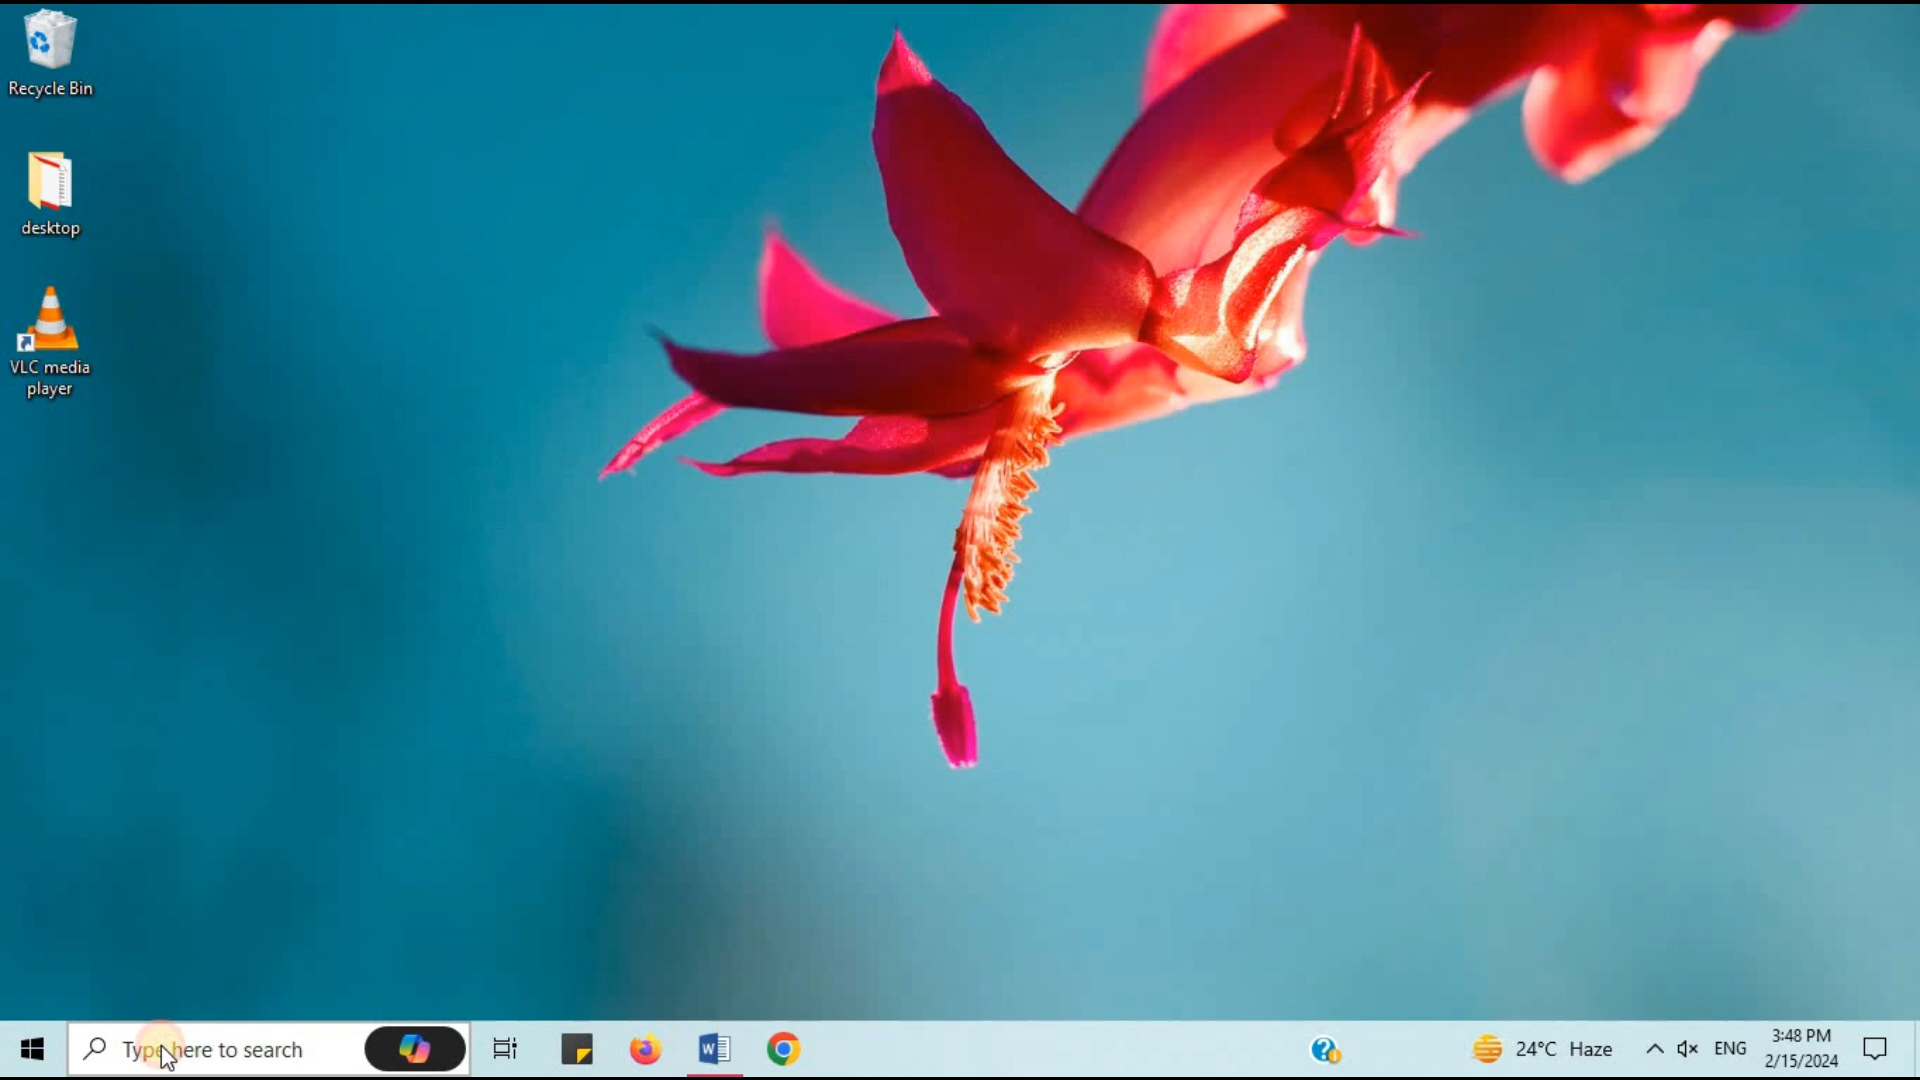 Recycle Bin
desktop
VLC media
player
Type here to search
W
24°C Haze
ENG
3:48 PM
2/15/2024